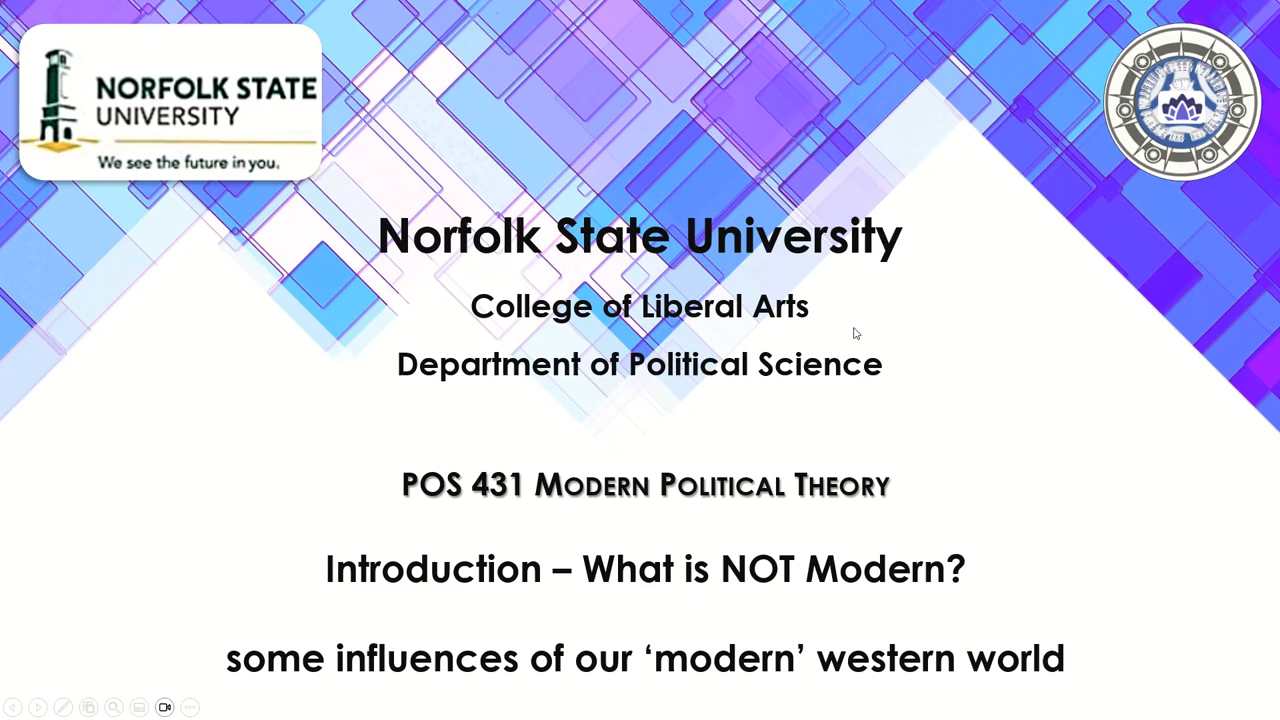 NORFOLK STATE
UNIVERSITY
We see the future in you.
Norfolk State University
College of Liberal Arts
Department of Political Science
POS 431 MODERN POLITICAL THEORY
Introduction – What is NOT Modern?
some influences of our ‘modern’ western world